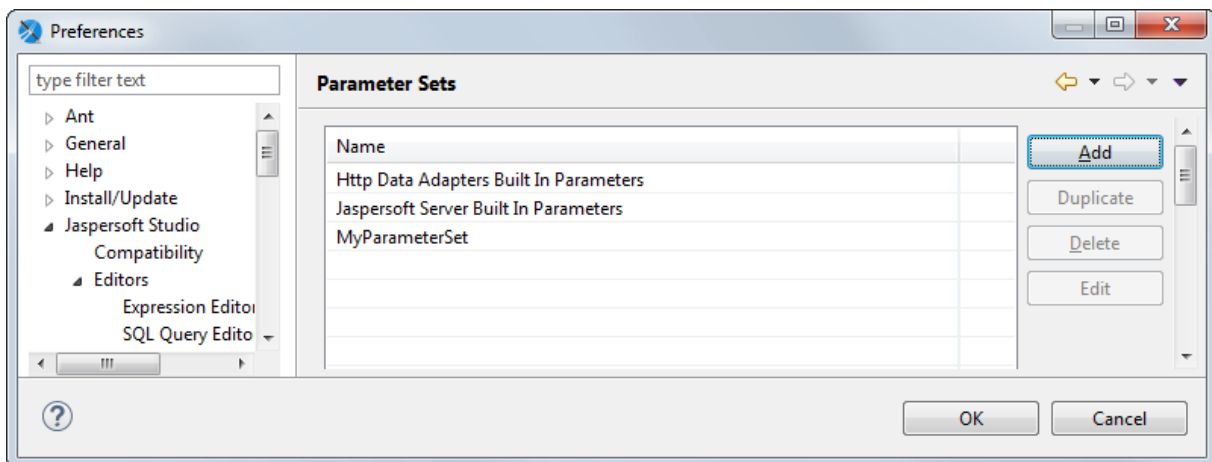 Preferences
type filter text
Ant
General
Help
Install/Update
Jaspersoft Studio
Compatibility
Editors
Expression Editor
SQL Query Edito
Parameter Sets
Name
Http Data Adapters Built In Parameters
Jaspersoft Server Built In Parameters
MyParameterSet
Add
Duplicate
Delete
Edit
OK
Cancel